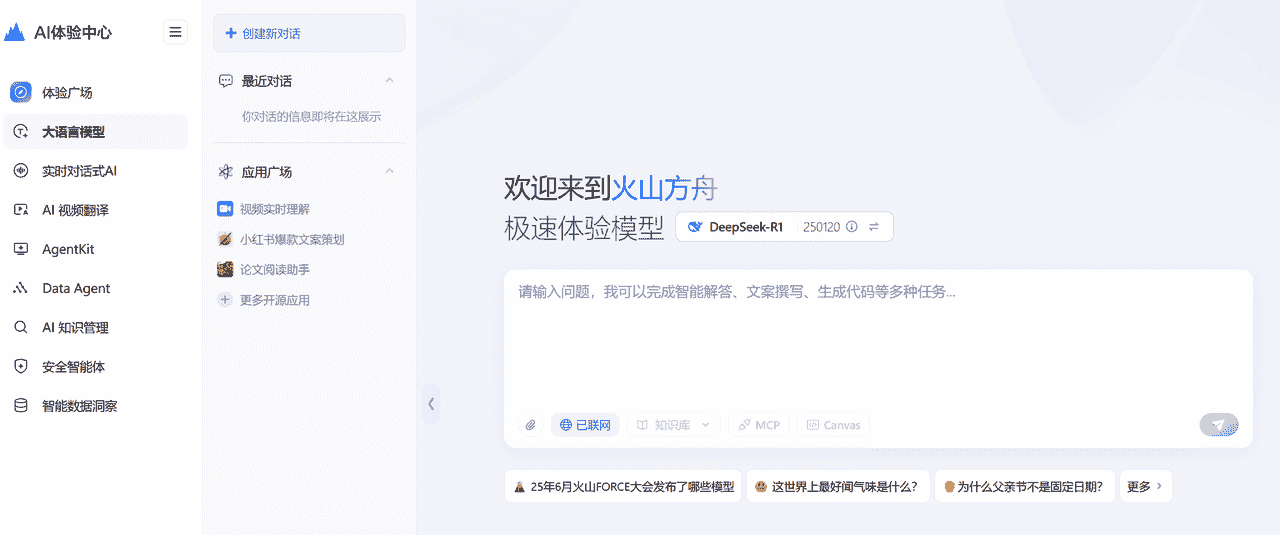 AI体验中心
体验广场
大语言模型
实时对话式AI
AI 视频翻译
AgentKit
Data Agent
AI 知识管理
安全智能体
智能数据洞察
创建新对话
最近对话
你对话的信息即将在这展示
应用广场
视频实时理解
小红书爆款文案策划
论文阅读助手
更多开源应用
欢迎来到火山方舟
极速体验模型 DeepSeek-R1 250120
请输入问题，我可以完成智能解答、文案撰写、生成代码等多种任务...
已联网 知识库 MCP Canvas
25年6月火山FORCE大会发布了哪些模型 这世界上最好闻气味是什么？ 为什么父亲节不是固定日期？ 更多